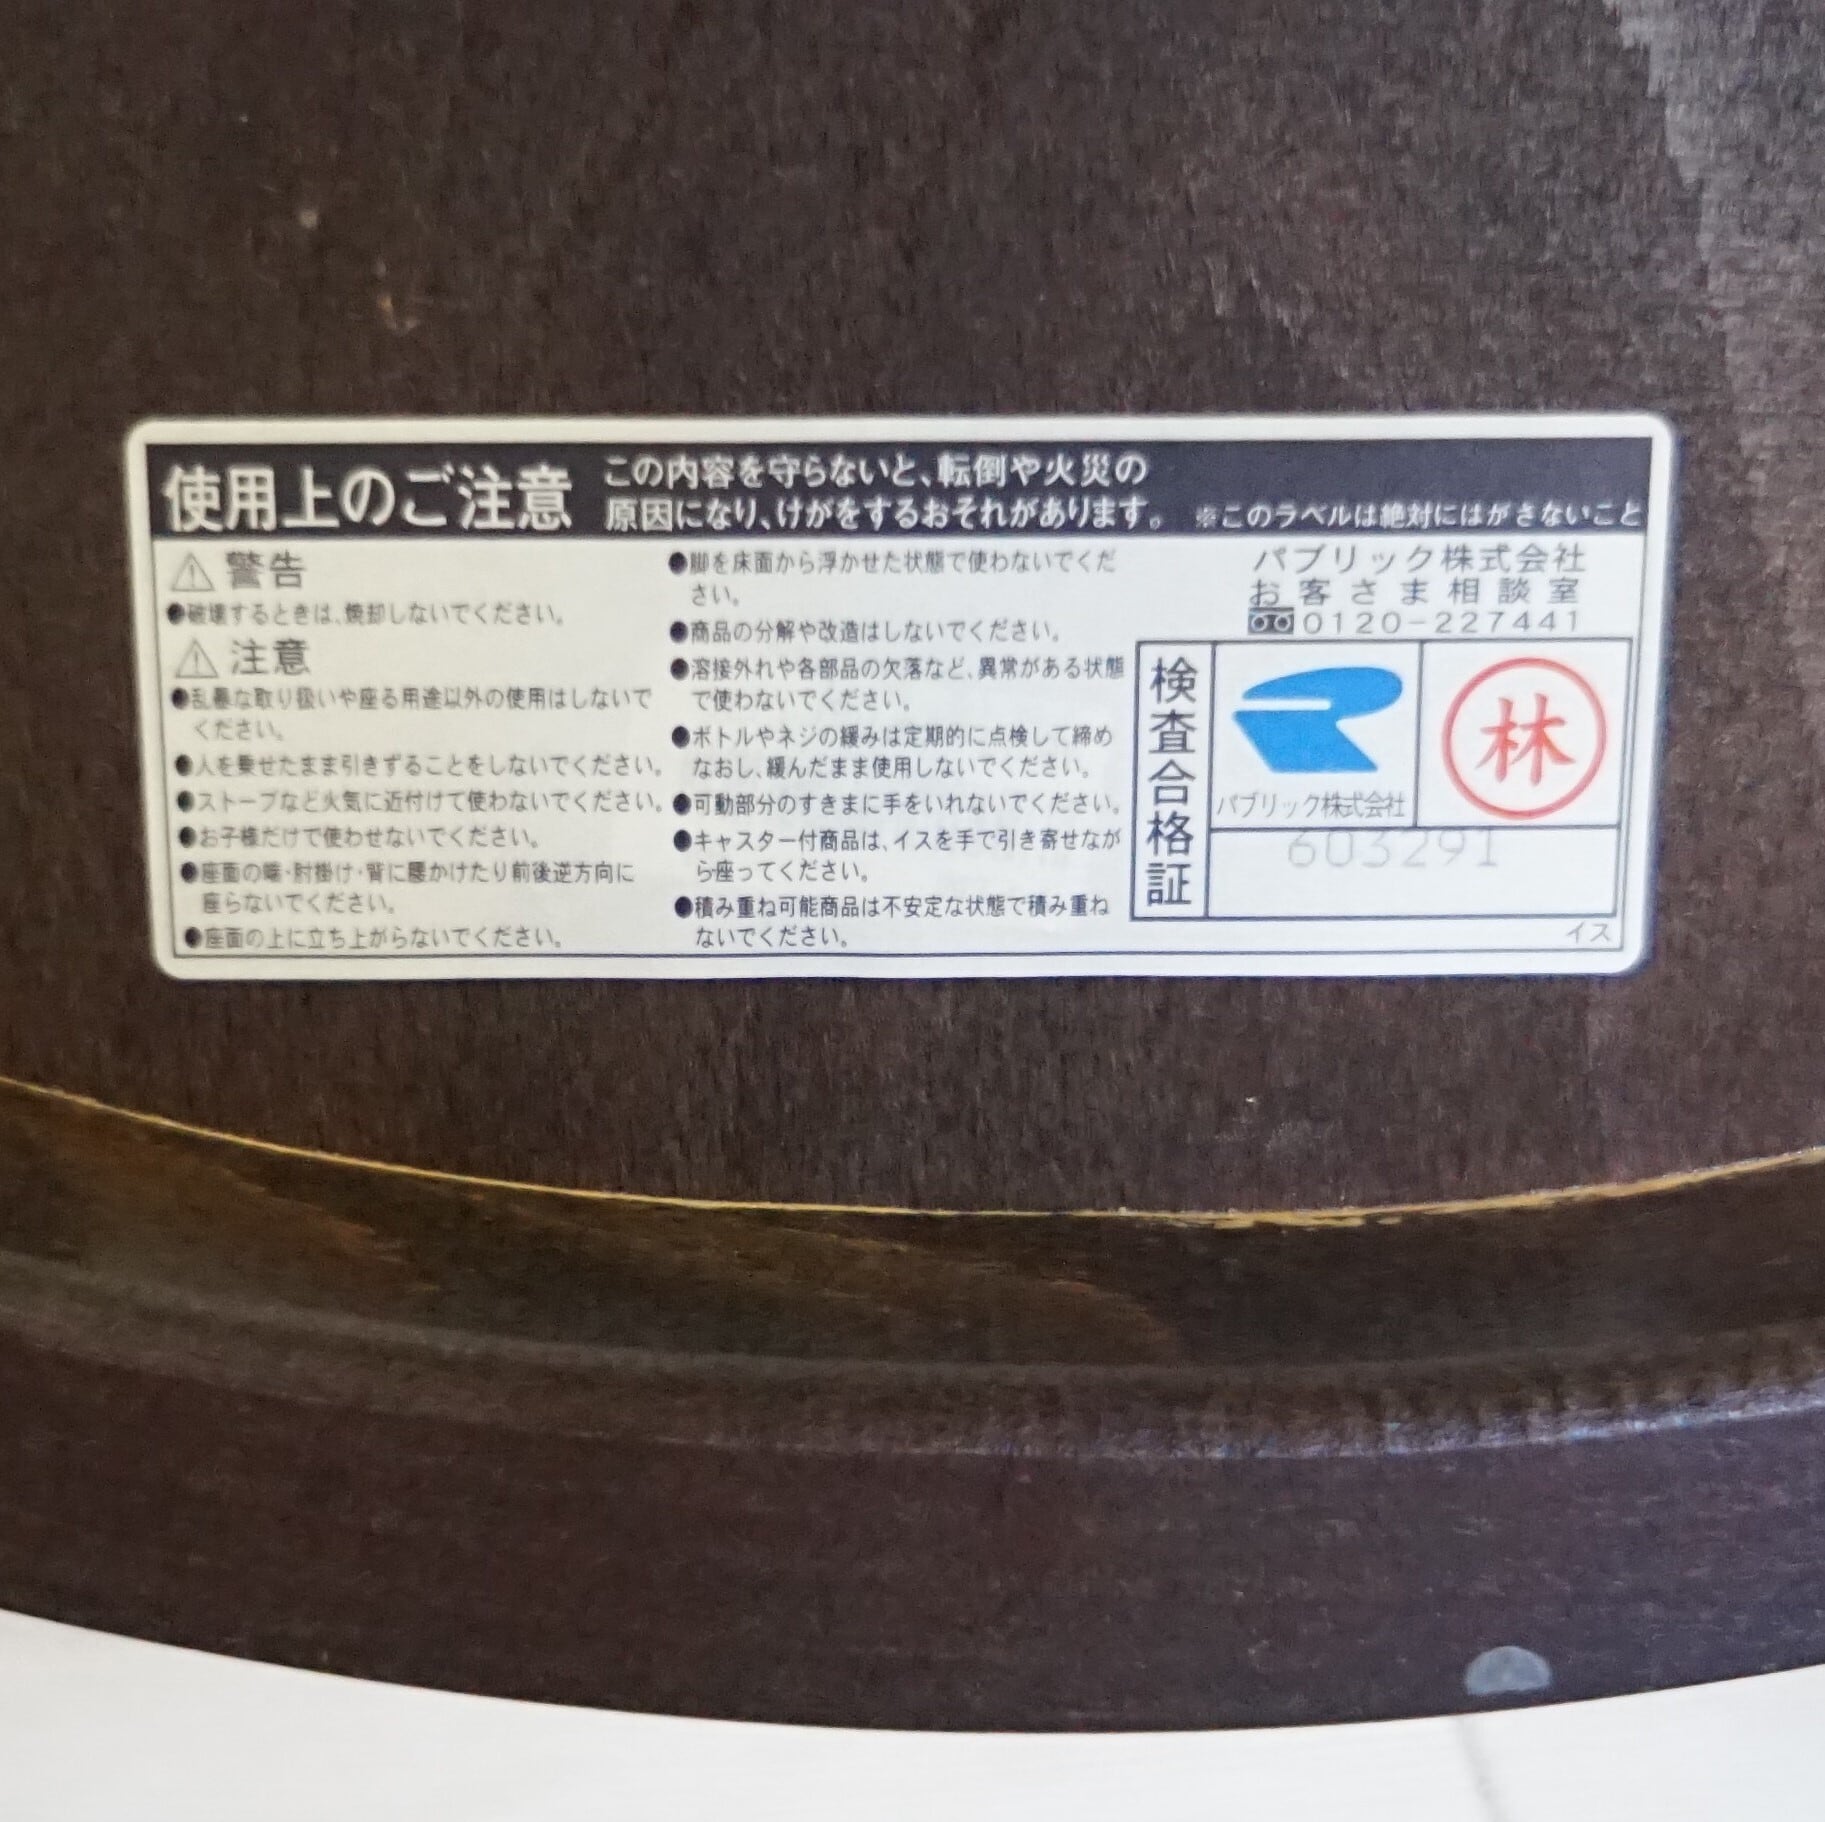 使用上のご注意
この内容を守らないと、転倒や火災の
原因になり、けがをするおそれがあります。
※このラベルは絶対にはがさないこと
⚠ 警告
●破壊するときは、焼却しないでください。
⚠ 注意
●乱暴な取り扱いや座る用途以外の使用はしないで
ください。
●人を乗せたまま引きずることをしないでください。
●ストーブなど火気に近付けて使わないでください。
●お子様だけで使わせないでください。
●座面の端・肘掛け・背に腰かけたり前後逆方向に
座らないでください。
●座面の上に立ち上がらないでください。
●脚を床面から浮かせた状態で使わないでくだ
さい。
●商品の分解や改造はしないでください。
●溶接外れや各部品の欠落など、異常がある状態
で使わないでください。
●ボトルやネジの緩みは定期的に点検して締め
なおし、緩んだまま使用しないでください。
●可動部分のすきまに手をいれないでください。
●キャスター付商品は、イスを手で引き寄せなが
ら座ってください。
●積み重ね可能商品は不安定な状態で積み重ね
ないでください。
パブリック株式会社
お客さま相談室
0120-227441
検査合格証
パブリック株式会社
林
603291
イス